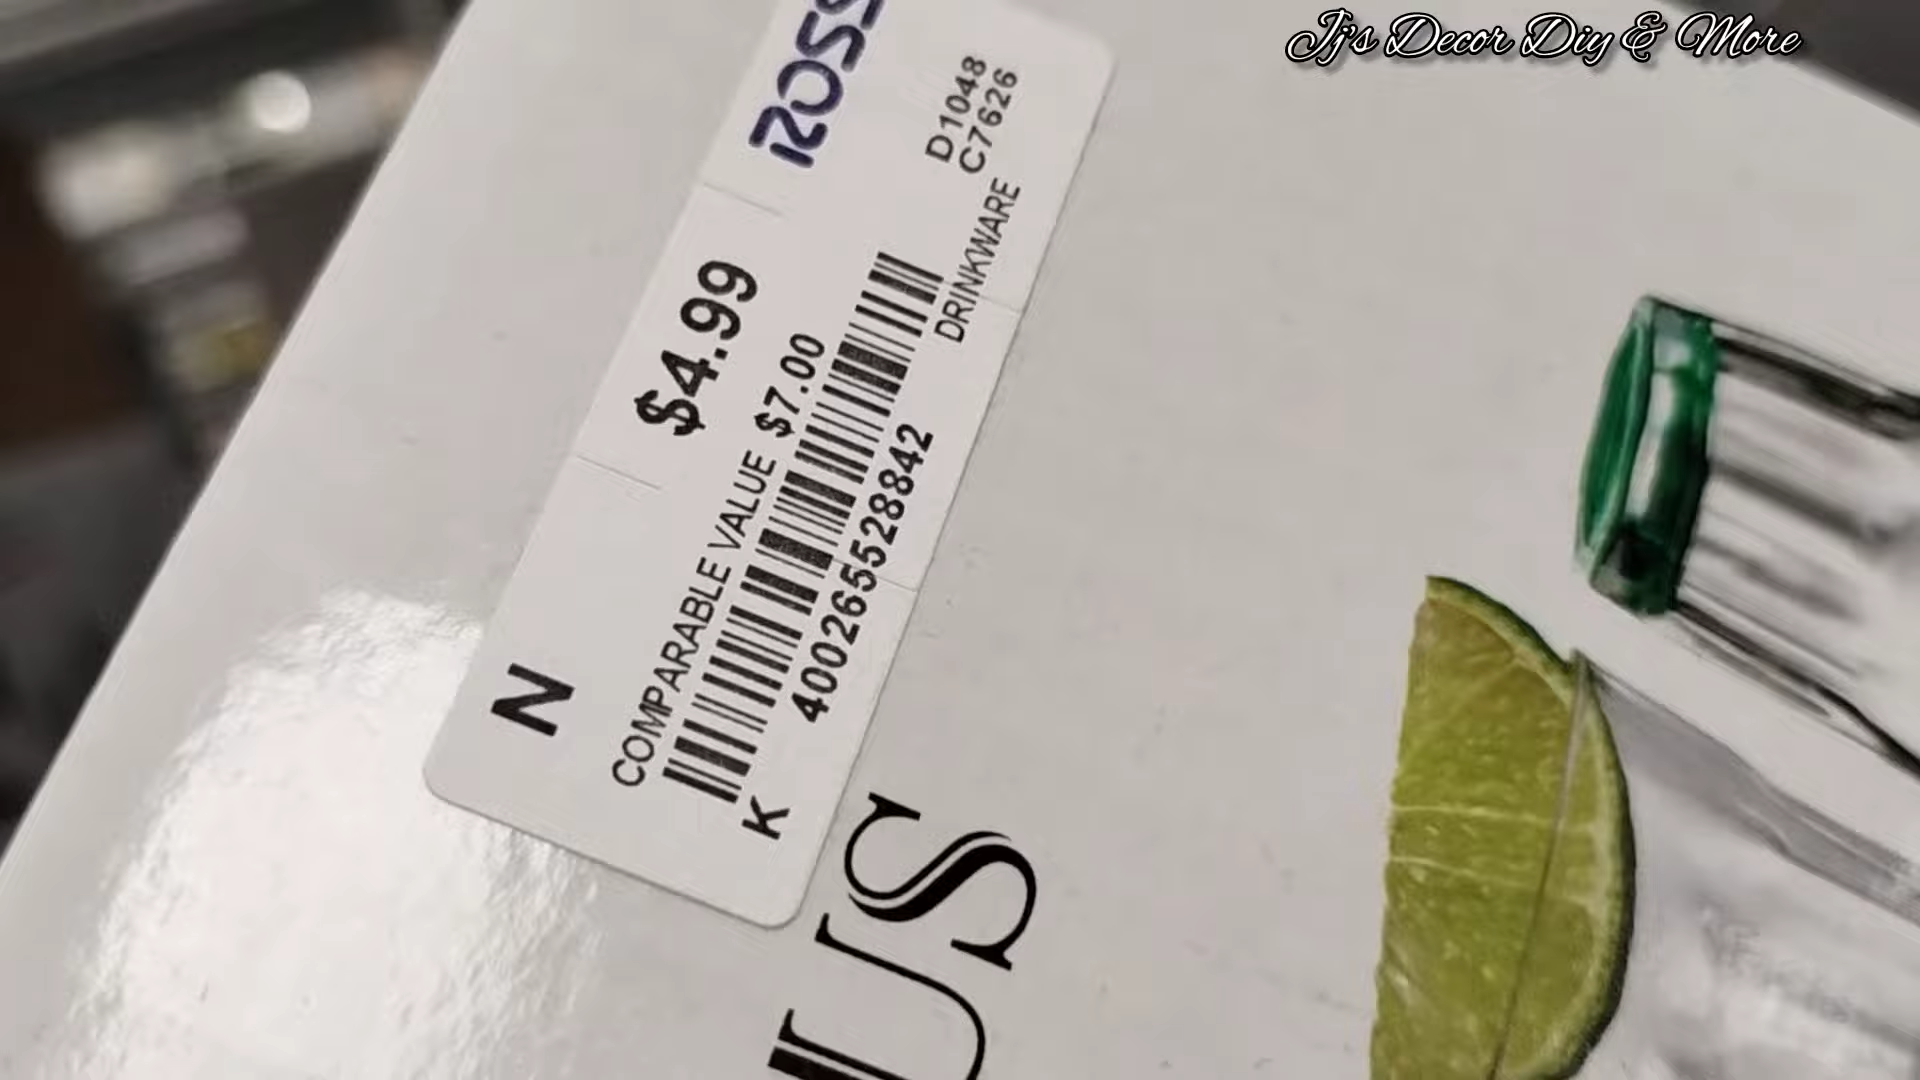 Jj's Decor Diy & More
ROSS
D1048
C7626
$4.99
DRINKWARE
N
COMPARABLE VALUE $7.00
400265528842
K
US